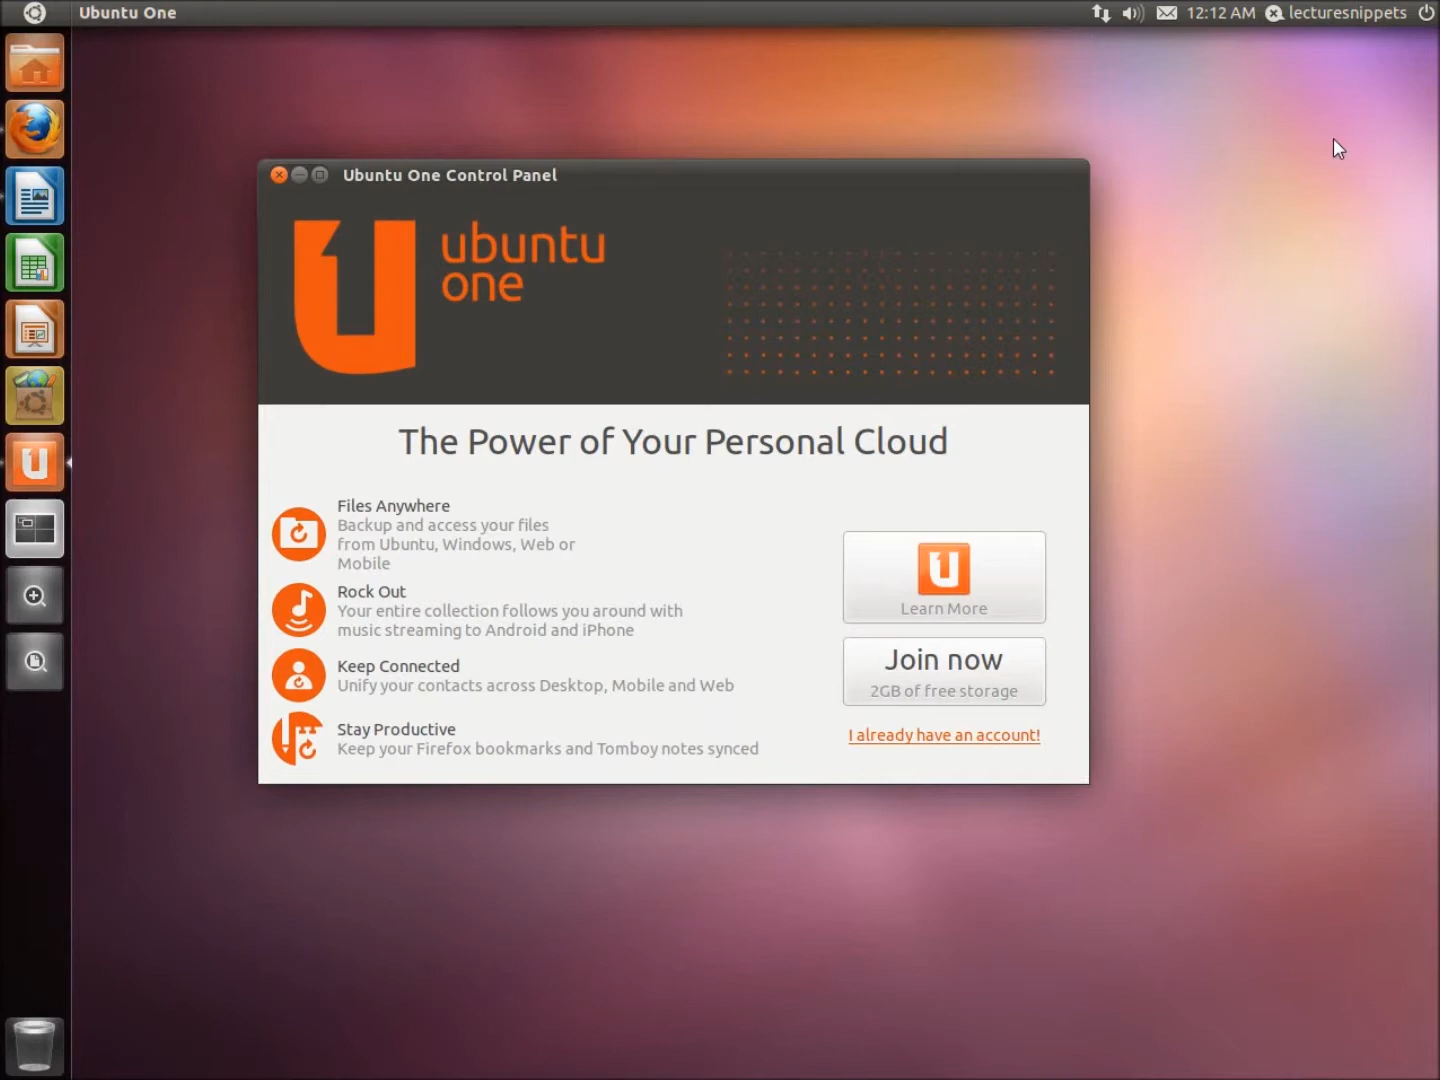 Ubuntu One
12:12 AM lecturesnippets
Ubuntu One Control Panel
ubuntu
one
The Power of Your Personal Cloud
Files Anywhere
Backup and access your files
from Ubuntu, Windows, Web or
Mobile
Rock Out
Your entire collection follows you around with
music streaming to Android and iPhone
Keep Connected
Unify your contacts across Desktop, Mobile and Web
Stay Productive
Keep your Firefox bookmarks and Tomboy notes synced
Learn More
Join now
2GB of free storage
I already have an account!